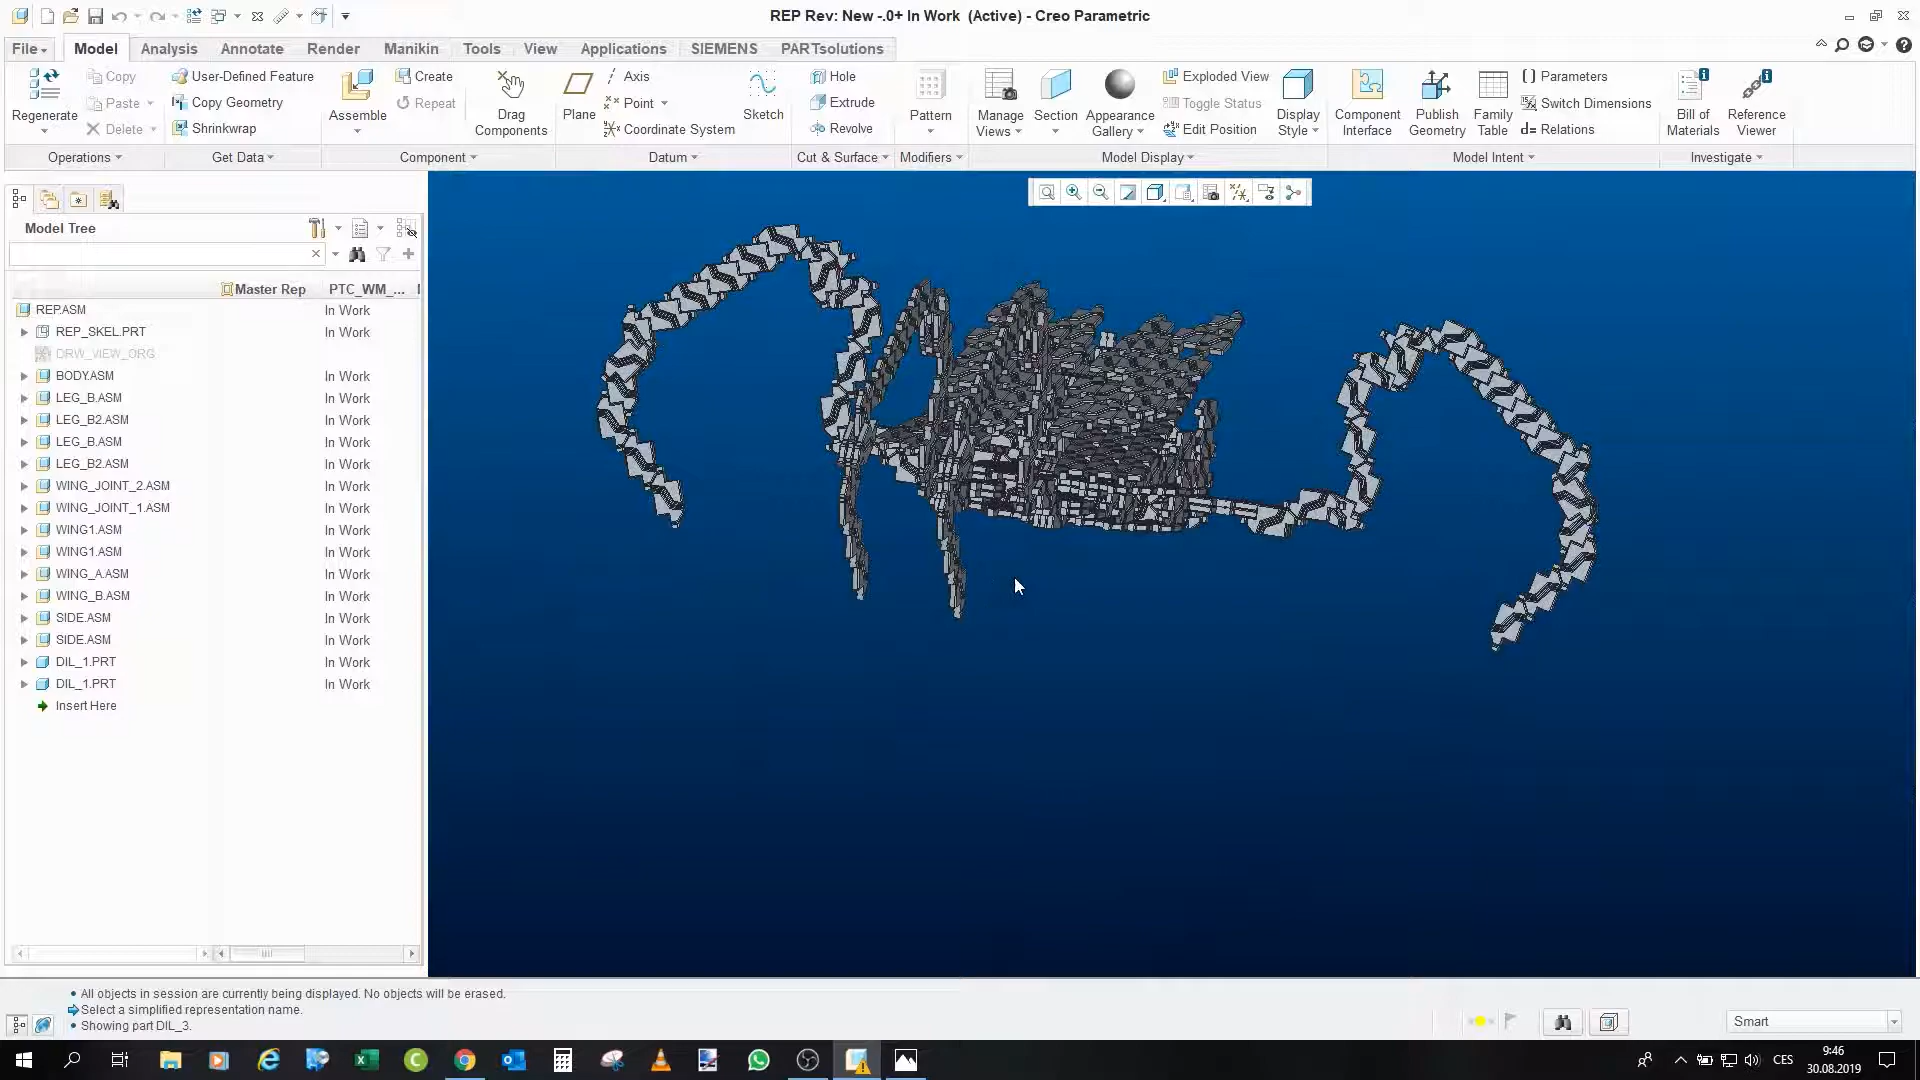 REP Rev: New -.0+ In Work (Active) - Creo Parametric
File
Model
Analysis
Annotate
Render
Manikin
Tools
View
Applications
SIEMENS
PARTsolutions
Regenerate
Copy
Paste
Delete
User-Defined Feature
Copy Geometry
Shrinkwrap
Assemble
Create
Repeat
Drag Components
Plane
Axis
Point
Coordinate System
Sketch
Hole
Extrude
Revolve
Pattern
Manage Views
Section
Appearance Gallery
Exploded View
Toggle Status
Edit Position
Display Style
Component Interface
Publish Geometry
Family Table
Parameters
Switch Dimensions
d= Relations
Bill of Materials
Reference Viewer
Operations
Get Data
Component
Datum
Cut & Surface
Modifiers
Model Display
Model Intent
Investigate
Model Tree
Master Rep PTC_WM_...
REP.ASM In Work
REP_SKEL.PRT In Work
DRW_VIEW_ORG
BODY.ASM In Work
LEG_B.ASM In Work
LEG_B2.ASM In Work
LEG_B.ASM In Work
LEG_B2.ASM In Work
WING_JOINT_2.ASM In Work
WING_JOINT_1.ASM In Work
WING1.ASM In Work
WING1.ASM In Work
WING_A.ASM In Work
WING_B.ASM In Work
SIDE.ASM In Work
SIDE.ASM In Work
DIL_1.PRT In Work
DIL_1.PRT In Work
Insert Here
All objects in session are currently being displayed. No objects will be erased.
Select a simplified representation name.
Showing part DIL_3.
Smart
CES
9:46
30.08.2019